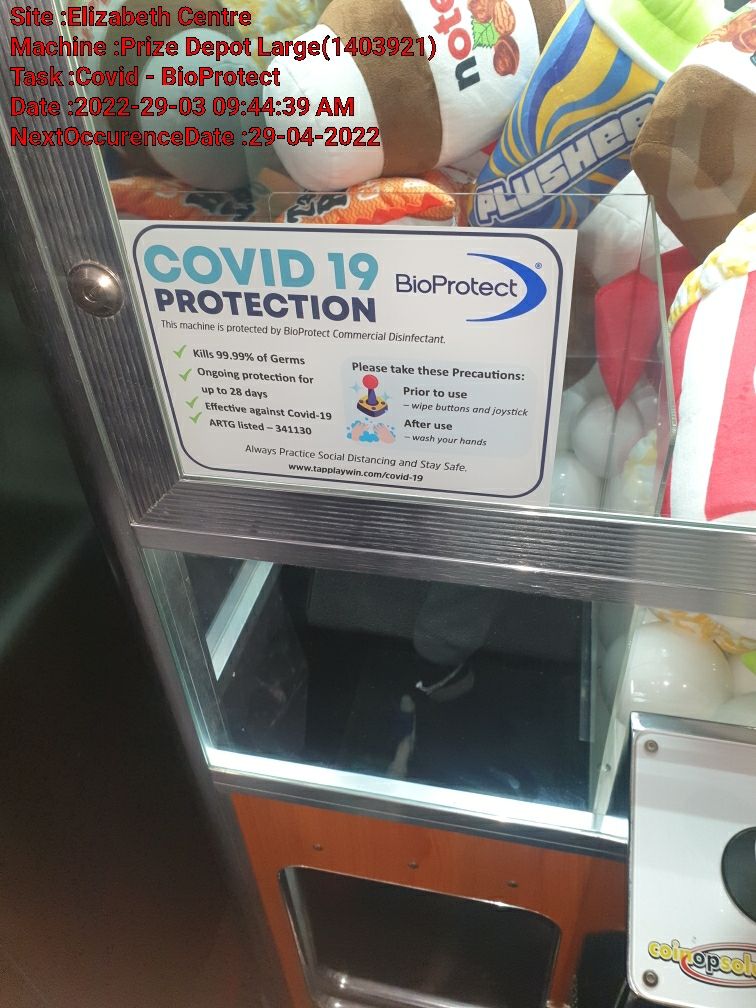 Site :Elizabeth Centre
Machine :Prize Depot Large(1403921)
Task :Covid - BioProtect
Date :2022-29-03 09:44:39 AM
NextOccurenceDate :29-04-2022
note
PLUSHEE
COVID 19
PROTECTION
BioProtect®
This machine is protected by BioProtect Commercial Disinfectant.
Kills 99.99% of Germs
Ongoing protection for
up to 28 days
Effective against Covid-19
ARTG listed – 341130
Please take these Precautions:
Prior to use
– wipe buttons and joystick
After use
– wash your hands
Always Practice Social Distancing and Stay Safe.
www.tapplaywin.com/covid-19
coinopsolu